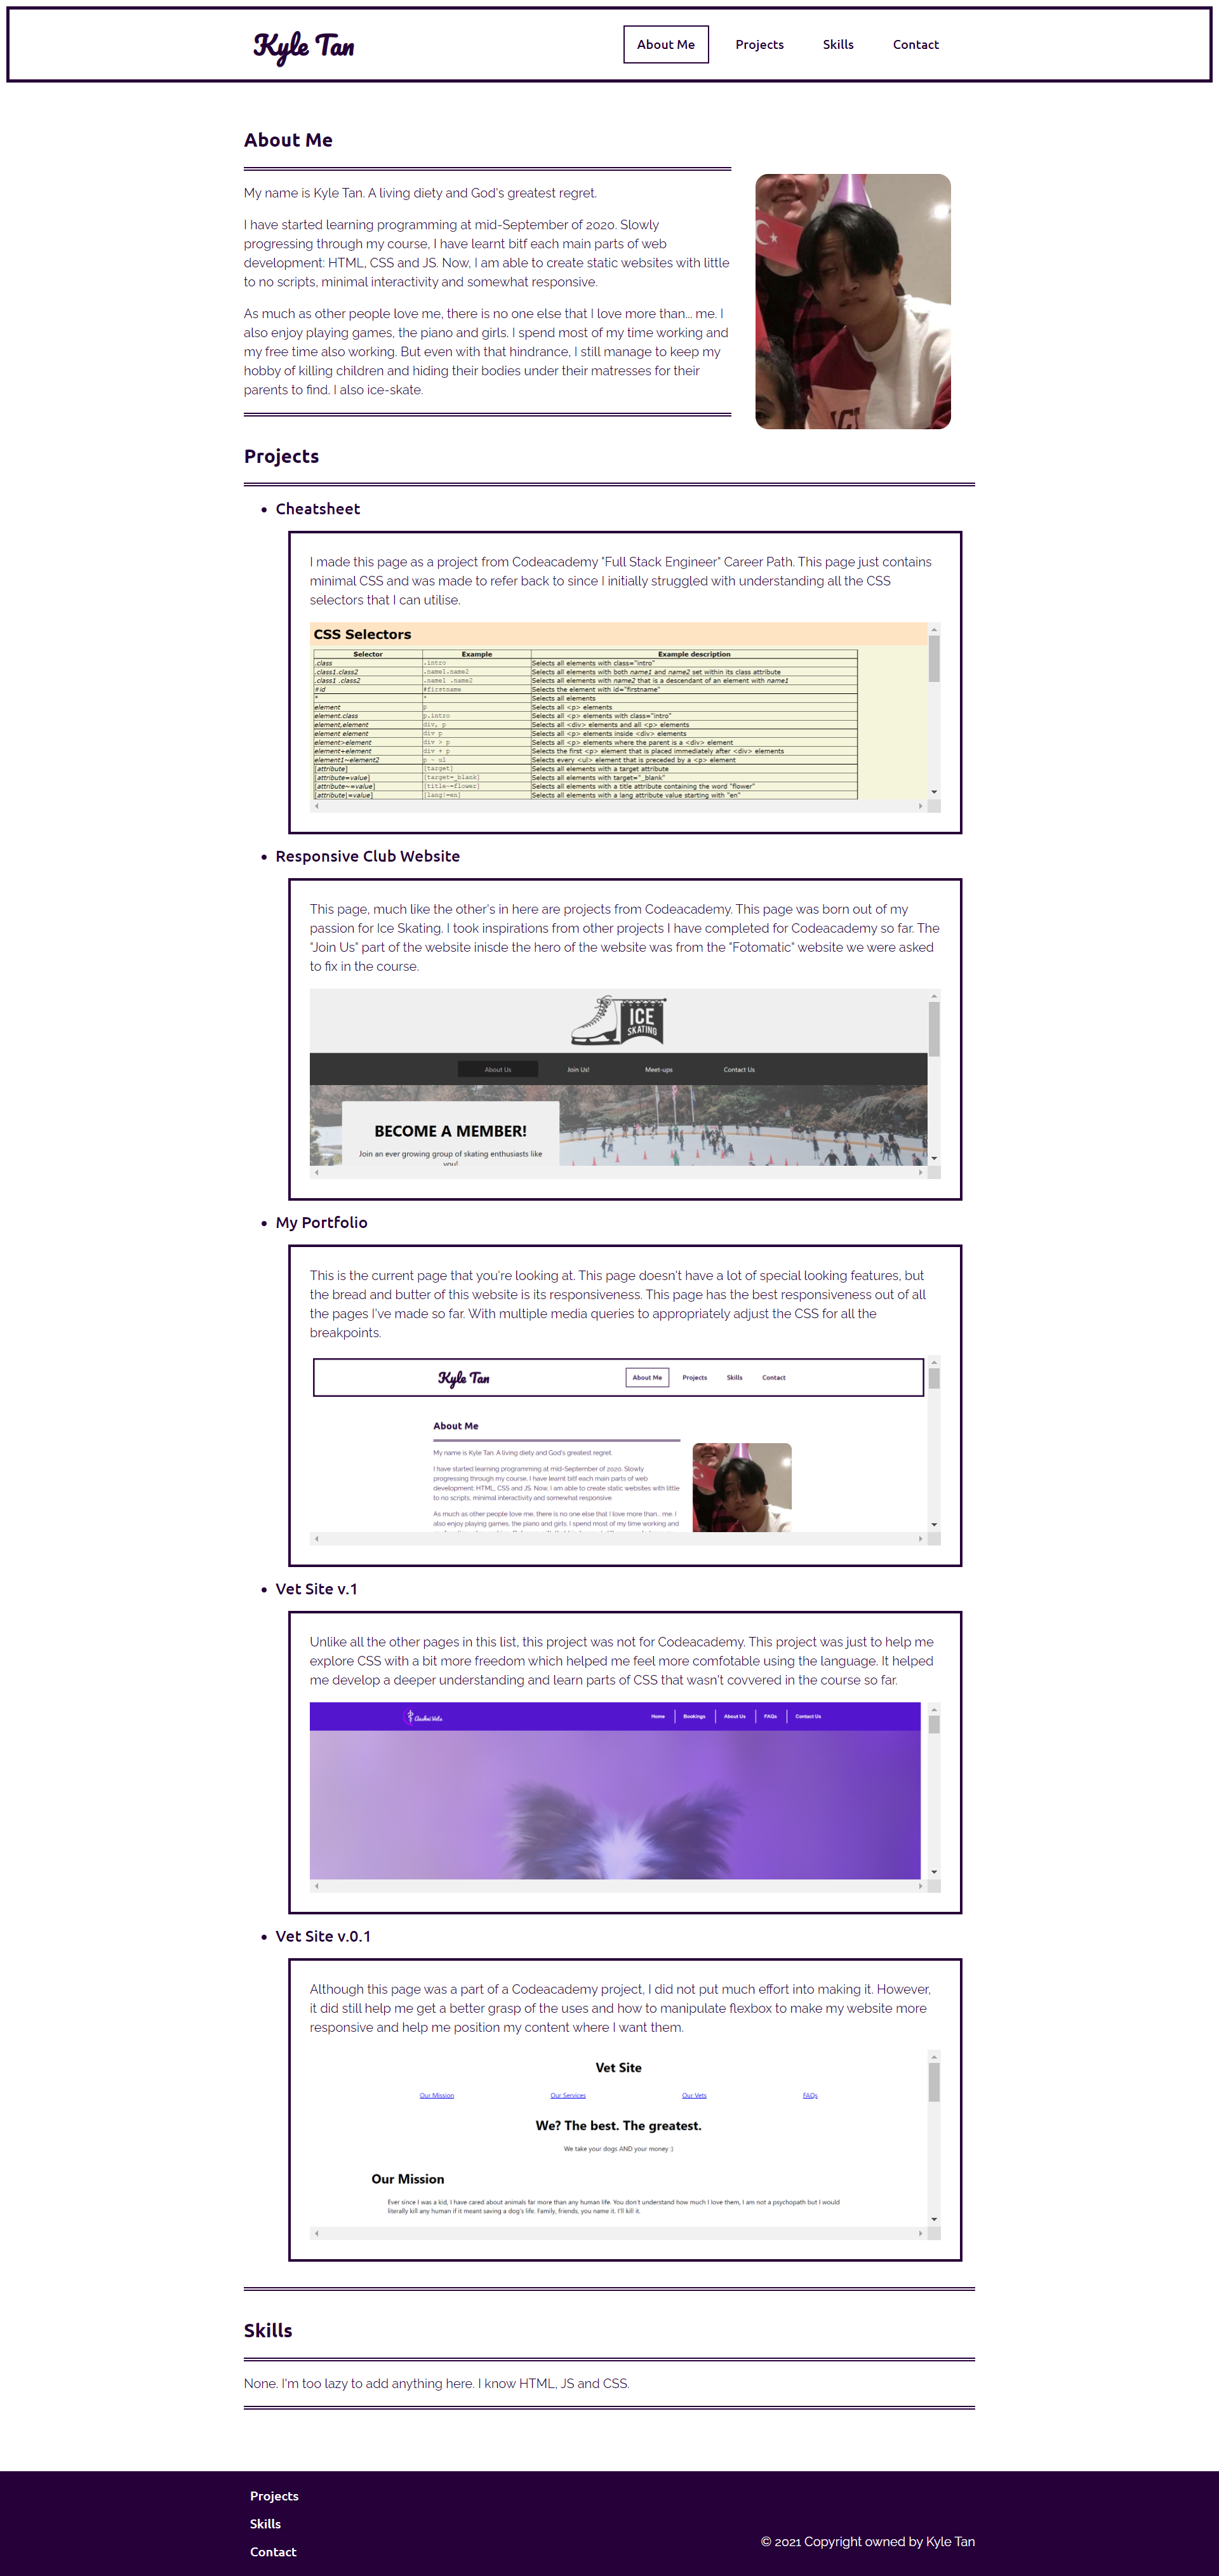 Kyle Tan
About Me
Projects
Skills
Contact
About Me
My name is Kyle Tan. A living diety and God's greatest regret.
I have started learning programming at mid-September of 2020. Slowly
progressing through my course, I have learnt bitf each main parts of web
development: HTML, CSS and JS. Now, I am able to create static websites with little
to no scripts, minimal interactivity and somewhat responsive.
As much as other people love me, there is no one else that I love more than... me. I
also enjoy playing games, the piano and girls. I spend most of my time working and
my free time also working. But even with that hindrance, I still manage to keep my
hobby of killing children and hiding their bodies under their matresses for their
parents to find. I also ice-skate.
Projects
• Cheatsheet
I made this page as a project from Codeacademy "Full Stack Engineer" Career Path. This page just contains
minimal CSS and was made to refer back to since I initially struggled with understanding all the CSS
selectors that I can utilise.
CSS Selectors
Selector Example Example description
.class .intro Selects all elements with class="intro"
.class1.class2 .name1.name2 Selects all elements with both name1 and name2 set within its class attribute
.class1 .class2 .name1 .name2 Selects all elements with name2 that is a descendant of an element with name1
#id #firstname Selects the element with id="firstname"
* * Selects all elements
element p Selects all <p> elements
element.class p.intro Selects all <p> elements with class="intro"
element,element div, p Selects all <div> elements and all <p> elements
element element div p Selects all <p> elements inside <div> elements
element>element div > p Selects all <p> elements where the parent is a <div> element
element+element div + p Selects the first <p> element that is placed immediately after <div> elements
element1~element2 p ~ ul Selects every <ul> element that is preceded by a <p> element
[attribute] [target] Selects all elements with a target attribute
[attribute=value] [target=_blank] Selects all elements with target="_blank"
[attribute~=value] [title~=flower] Selects all elements with a title attribute containing the word "flower"
[attribute|=value] [lang|=en] Selects all elements with a lang attribute value starting with "en"
• Responsive Club Website
This page, much like the other's in here are projects from Codeacademy. This page was born out of my
passion for Ice Skating. I took inspirations from other projects I have completed for Codeacademy so far. The
"Join Us" part of the website inisde the hero of the website was from the "Fotomatic" website we were asked
to fix in the course.
ICE
SKATING
About Us
Join Us!
Meet-ups
Contact Us
BECOME A MEMBER!
Join an ever growing group of skating enthusiasts like
you!
• My Portfolio
This is the current page that you're looking at. This page doesn't have a lot of special looking features, but
the bread and butter of this website is its responsiveness. This page has the best responsiveness out of all
the pages I've made so far. With multiple media queries to appropriately adjust the CSS for all the
breakpoints.
Kyle Tan
About Me
Projects
Skills
Contact
About Me
My name is Kyle Tan. A living diety and God's greatest regret.
I have started learning programming at mid-September of 2020. Slowly
progressing through my course, I have learnt bitf each main parts of web
development: HTML, CSS and JS. Now, I am able to create static websites with little
to no scripts, minimal interactivity and somewhat responsive.
As much as other people love me, there is no one else that I love more than... me. I
also enjoy playing games, the piano and girls. I spend most of my time working and
• Vet Site v.1
Unlike all the other pages in this list, this project was not for Codeacademy. This project was just to help me
explore CSS with a bit more freedom which helped me feel more comfotable using the language. It helped
me develop a deeper understanding and learn parts of CSS that wasn't covvered in the course so far.
Vets
Home
Bookings
About Us
FAQs
Contact Us
• Vet Site v.0.1
Although this page was a part of a Codeacademy project, I did not put much effort into making it. However,
it did still help me get a better grasp of the uses and how to manipulate flexbox to make my website more
responsive and help me position my content where I want them.
Vet Site
Our Mission
Our Services
Our Vets
FAQs
We? The best. The greatest.
We take your dogs AND your money :)
Our Mission
Ever since I was a kid, I have cared about animals far more than any human life. You don't understand how much I love them, I am not a psychopath but I would
literally kill any human if it meant saving a dog's life. Family, friends, you name it. I'll kill it.
Skills
None. I'm too lazy to add anything here. I know HTML, JS and CSS.
Projects
Skills
Contact
© 2021 Copyright owned by Kyle Tan